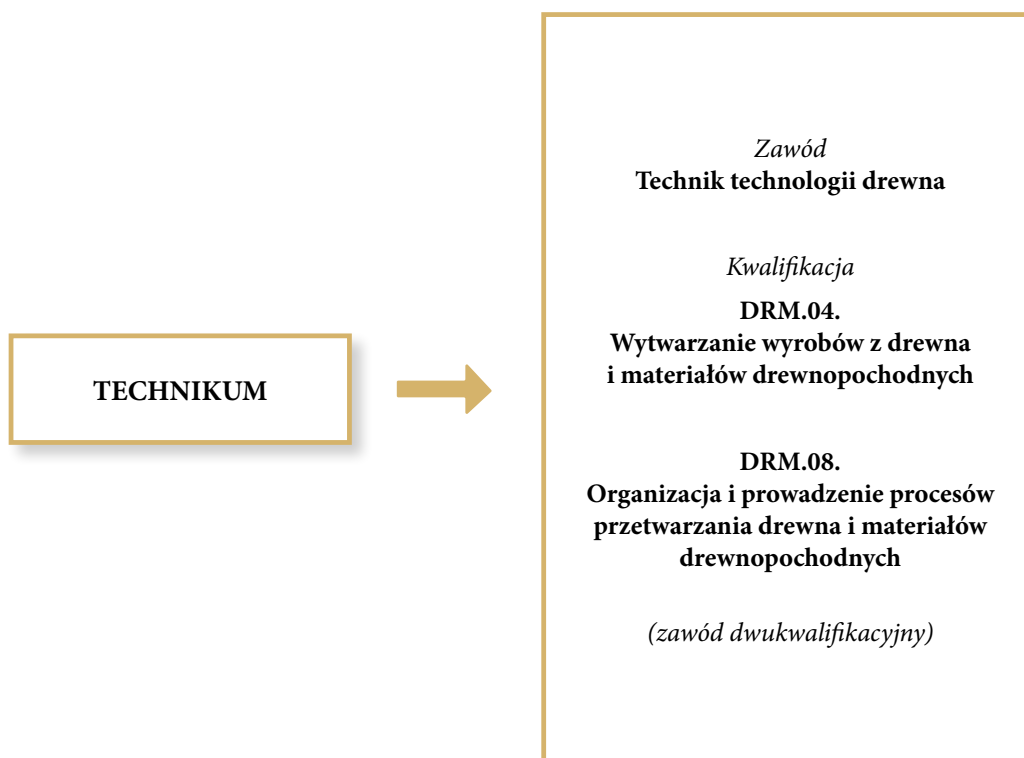 TECHNIKUM
Zawód
Technik technologii drewna
Kwalifikacja
DRM.04.
Wytwarzanie wyrobów z drewna
i materiałów drewnopochodnych
DRM.08.
Organizacja i prowadzenie procesów
przetwarzania drewna i materiałów
drewnopochodnych
(zawód dwukwalifikacyjny)